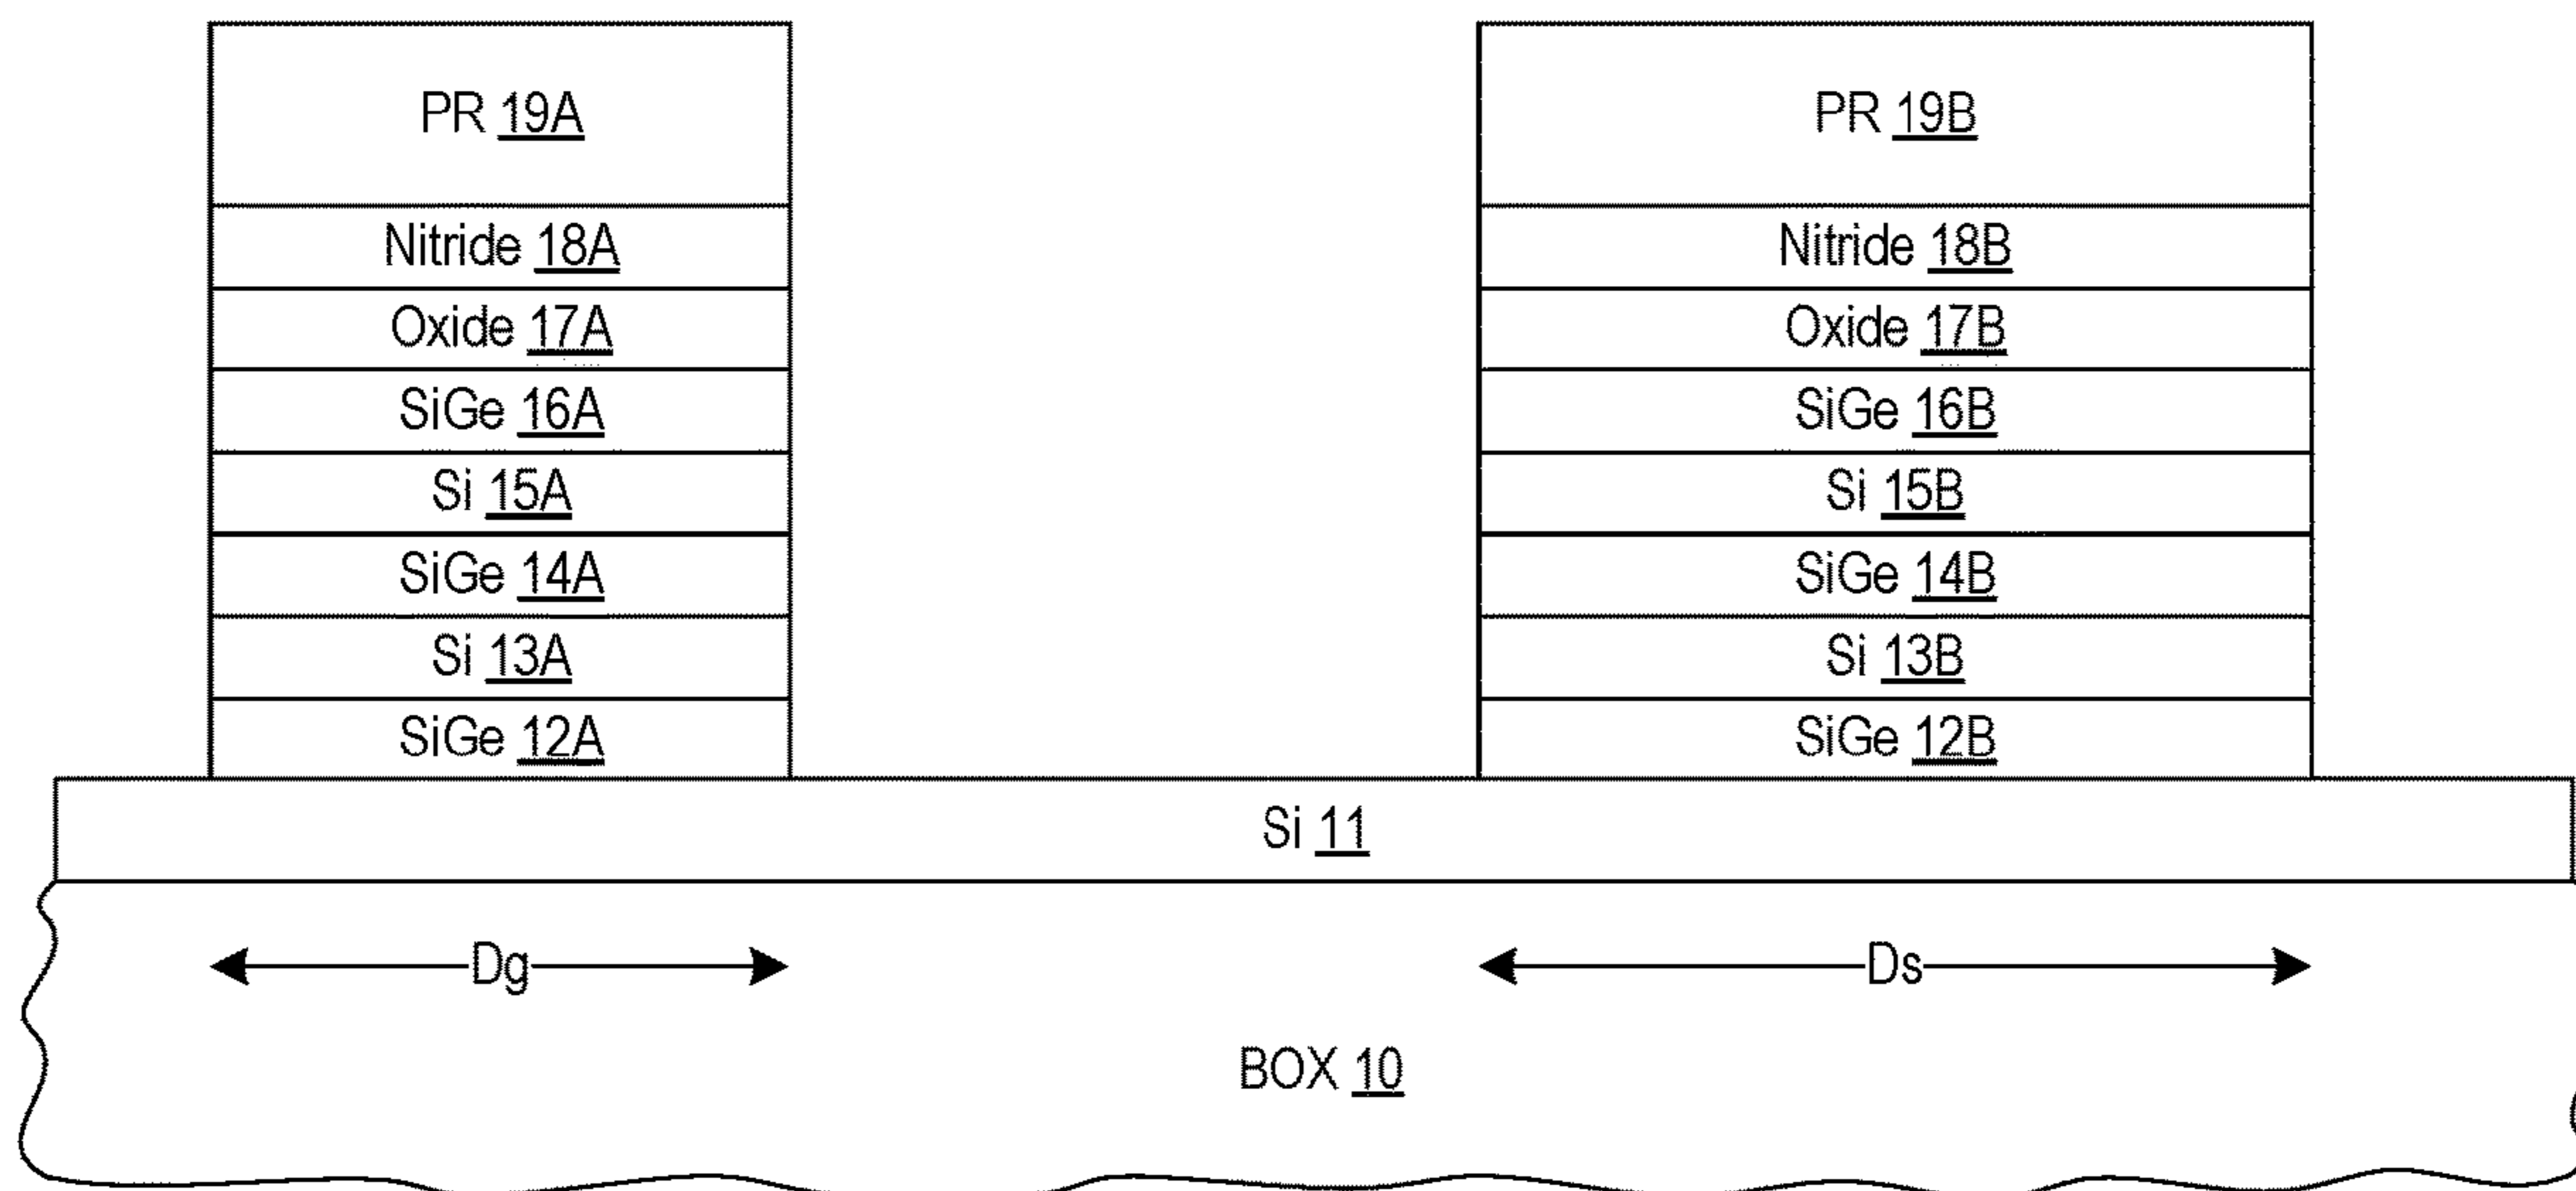 PR 19A
PR 19B
Nitride 18A
Nitride 18B
Oxide 17A
Oxide 17B
SiGe 16A
SiGe 16B
Si 15A
Si 15B
SiGe 14A
SiGe 14B
Si 13A
Si 13B
SiGe 12A
SiGe 12B
Si 11
Dg
Ds
BOX 10